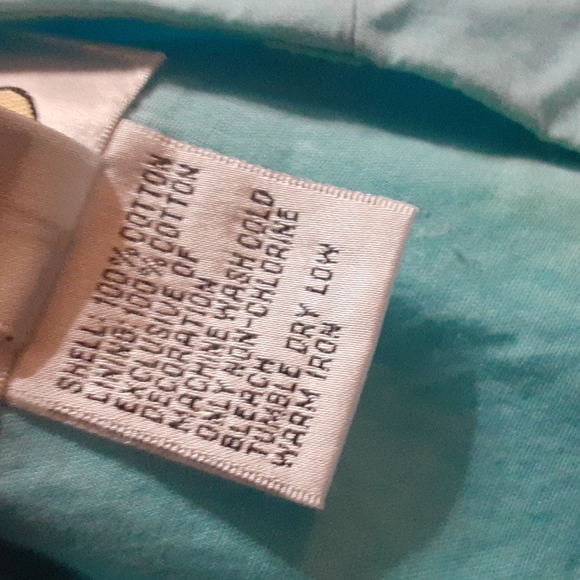 SHELL 100% COTTON
LINING 100% COTTON
EXCLUSIVE OF
DECORATION
MACHINE WASH COLD
ONLY NON-CHLORINE
BLEACH
TUMBLE DRY LOW
WARM IRON